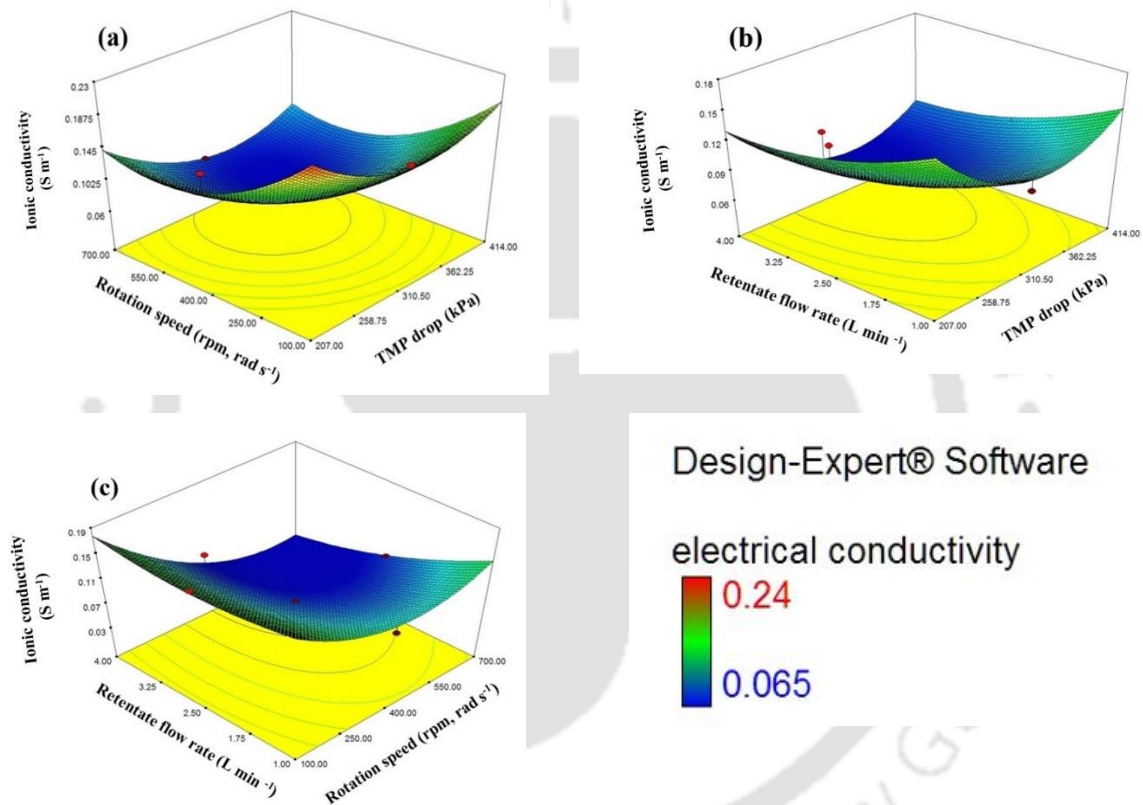 (a)
Ionic conductivity
(S m⁻¹)
0.23
0.1875
0.145
0.1025
0.06
700.00
550.00
400.00
250.00
100.00
Rotation speed (rpm, rad s⁻¹)
207.00
258.75
310.50
362.25
414.00
TMP drop (kPa)
(b)
Ionic conductivity
(S m⁻¹)
0.18
0.15
0.12
0.09
0.06
4.00
3.25
2.50
1.75
1.00
Retentate flow rate (L min ⁻¹)
207.00
258.75
310.50
362.25
414.00
TMP drop (kPa)
(c)
Ionic conductivity
(S m⁻¹)
0.19
0.15
0.11
0.07
0.03
4.00
3.25
2.50
1.75
1.00
Retentate flow rate (L min ⁻¹)
100.00
250.00
400.00
550.00
700.00
Rotation speed (rpm, rad s⁻¹)
Design-Expert® Software
electrical conductivity
0.24
0.065